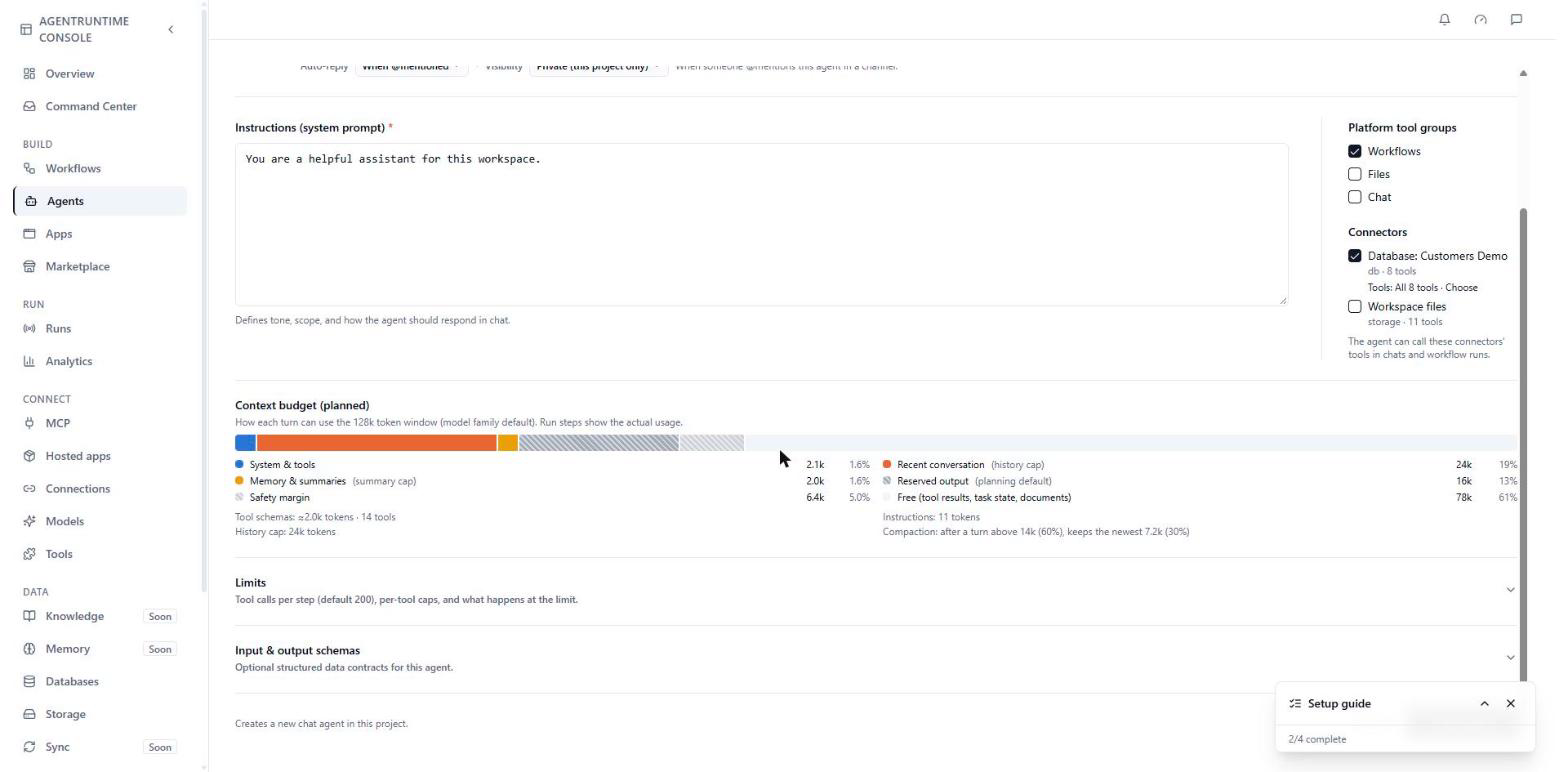 AGENTRUNTIME CONSOLE
Overview
Command Center
BUILD
Workflows
Agents
Apps
Marketplace
RUN
Runs
Analytics
CONNECT
MCP
Hosted apps
Connections
Models
Tools
DATA
Knowledge Soon
Memory Soon
Databases
Storage
Sync Soon
Auto-reply When @mentioned · Visibility Private (this project only) When someone @mentions this agent in a channel.
Instructions (system prompt) *
You are a helpful assistant for this workspace.
Defines tone, scope, and how the agent should respond in chat.
Platform tool groups
Workflows
Files
Chat
Connectors
Database: Customers Demo
db · 8 tools
Tools: All 8 tools · Choose
Workspace files
storage · 11 tools
The agent can call these connectors'
tools in chats and workflow runs.
Context budget (planned)
How each turn can use the 128k token window (model family default). Run steps show the actual usage.
System & tools 2.1k 1.6%
Recent conversation (history cap) 24k 19%
Memory & summaries (summary cap) 2.0k 1.6%
Reserved output (planning default) 16k 13%
Safety margin 6.4k 5.0%
Free (tool results, task state, documents) 78k 61%
Tool schemas: ≈2.0k tokens · 14 tools
Instructions: 11 tokens
History cap: 24k tokens
Compaction: after a turn above 14k (60%), keeps the newest 7.2k (30%)
Limits
Tool calls per step (default 200), per-tool caps, and what happens at the limit.
Input & output schemas
Optional structured data contracts for this agent.
Creates a new chat agent in this project.
Setup guide
2/4 complete